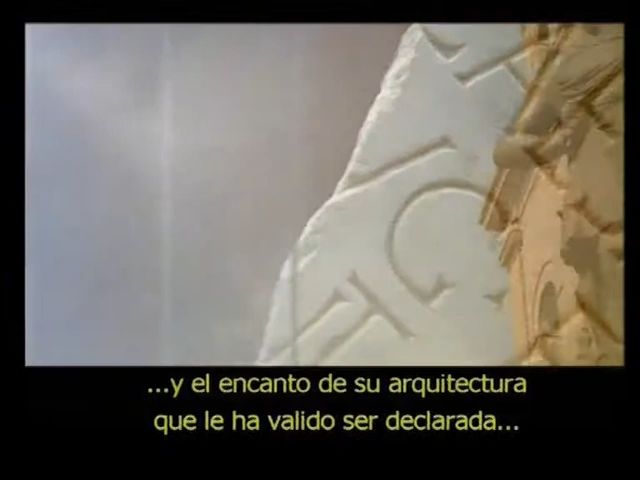 ...y el encanto de su arquitectura
que le ha valido ser declarada...